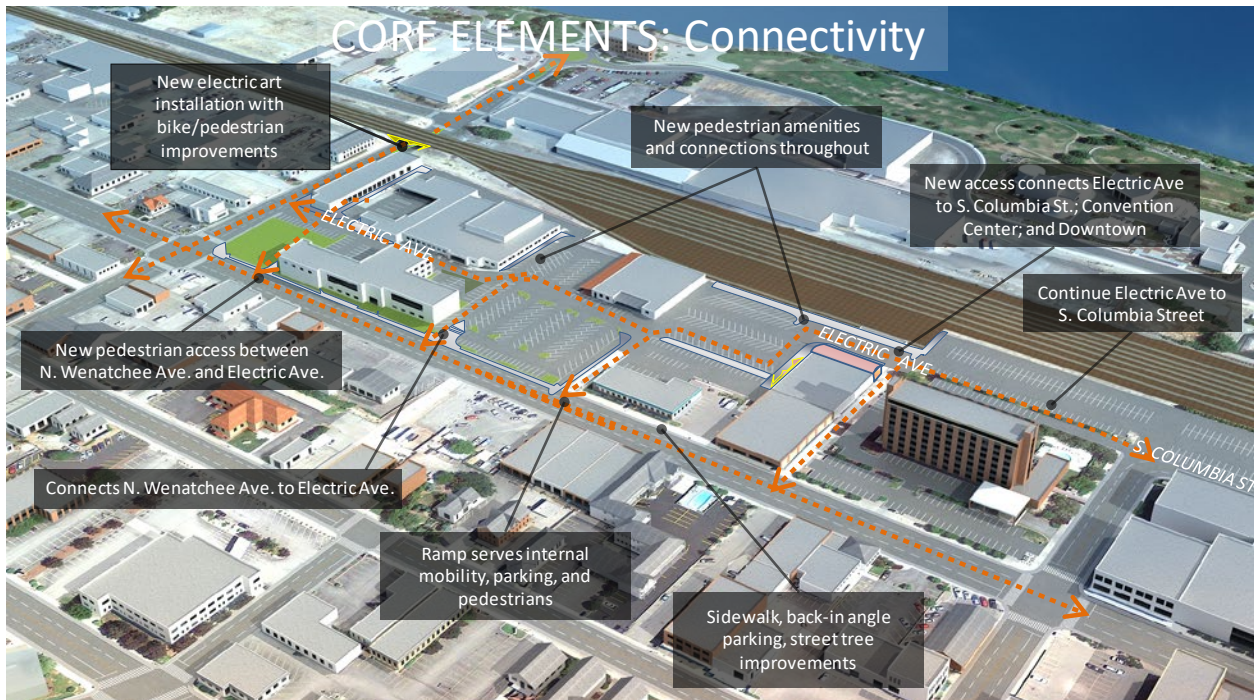 CORE ELEMENTS: Connectivity
New electric art
installation with
bike/pedestrian
improvements
New pedestrian amenities
and connections throughout
New access connects Electric Ave
to S. Columbia St.; Convention
Center; and Downtown
Continue Electric Ave to
S. Columbia Street
ELECTRIC AVE
ELECTRIC AVE
S. COLUMBIA ST
New pedestrian access between
N. Wenatchee Ave. and Electric Ave.
Connects N. Wenatchee Ave. to Electric Ave.
Ramp serves internal
mobility, parking, and
pedestrians
Sidewalk, back-in angle
parking, street tree
improvements